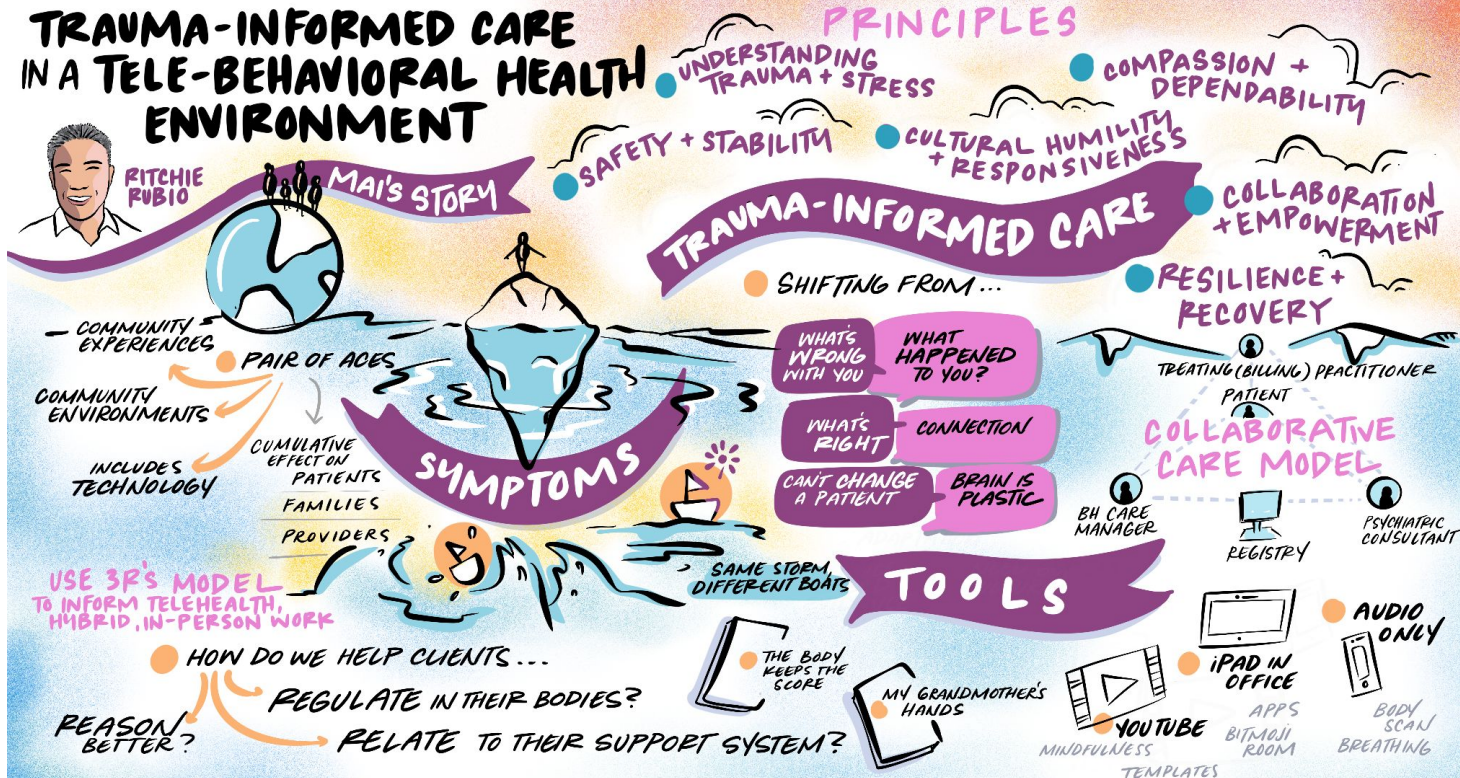 TRAUMA-INFORMED CARE
IN A TELE-BEHAVIORAL HEALTH
ENVIRONMENT
RITCHIE
RUBIO
MAI'S STORY
PRINCIPLES
UNDERSTANDING
TRAUMA + STRESS
COMPASSION +
DEPENDABILITY
SAFETY + STABILITY
CULTURAL HUMILITY
+ RESPONSIVENESS
COLLABORATION
+ EMPOWERMENT
RESILIENCE +
RECOVERY
TRAUMA-INFORMED CARE
SHIFTING FROM...
WHAT'S
WRONG
WITH YOU
WHAT
HAPPENED
TO YOU?
WHAT'S
RIGHT
CONNECTION
CAN'T CHANGE
A PATIENT
BRAIN IS
PLASTIC
COMMUNITY
EXPERIENCES
PAIR OF ACES
COMMUNITY
ENVIRONMENTS
INCLUDES
TECHNOLOGY
CUMULATIVE
EFFECT ON
PATIENTS
FAMILIES
PROVIDERS
SYMPTOMS
SAME STORM,
DIFFERENT BOATS
TREATING (BILLING) PRACTITIONER
PATIENT
COLLABORATIVE
CARE MODEL
BH CARE
MANAGER
REGISTRY
PSYCHIATRIC
CONSULTANT
USE 3R'S MODEL
TO INFORM TELEHEALTH,
HYBRID, IN-PERSON WORK
HOW DO WE HELP CLIENTS...
REGULATE IN THEIR BODIES?
REASON
BETTER?
RELATE TO THEIR SUPPORT SYSTEM?
TOOLS
THE BODY
KEEPS THE
SCORE
MY GRANDMOTHER'S
HANDS
YOUTUBE
MINDFULNESS
TEMPLATES
iPAD IN
OFFICE
APPS
BITMOJI
ROOM
AUDIO
ONLY
BODY
SCAN
BREATHING